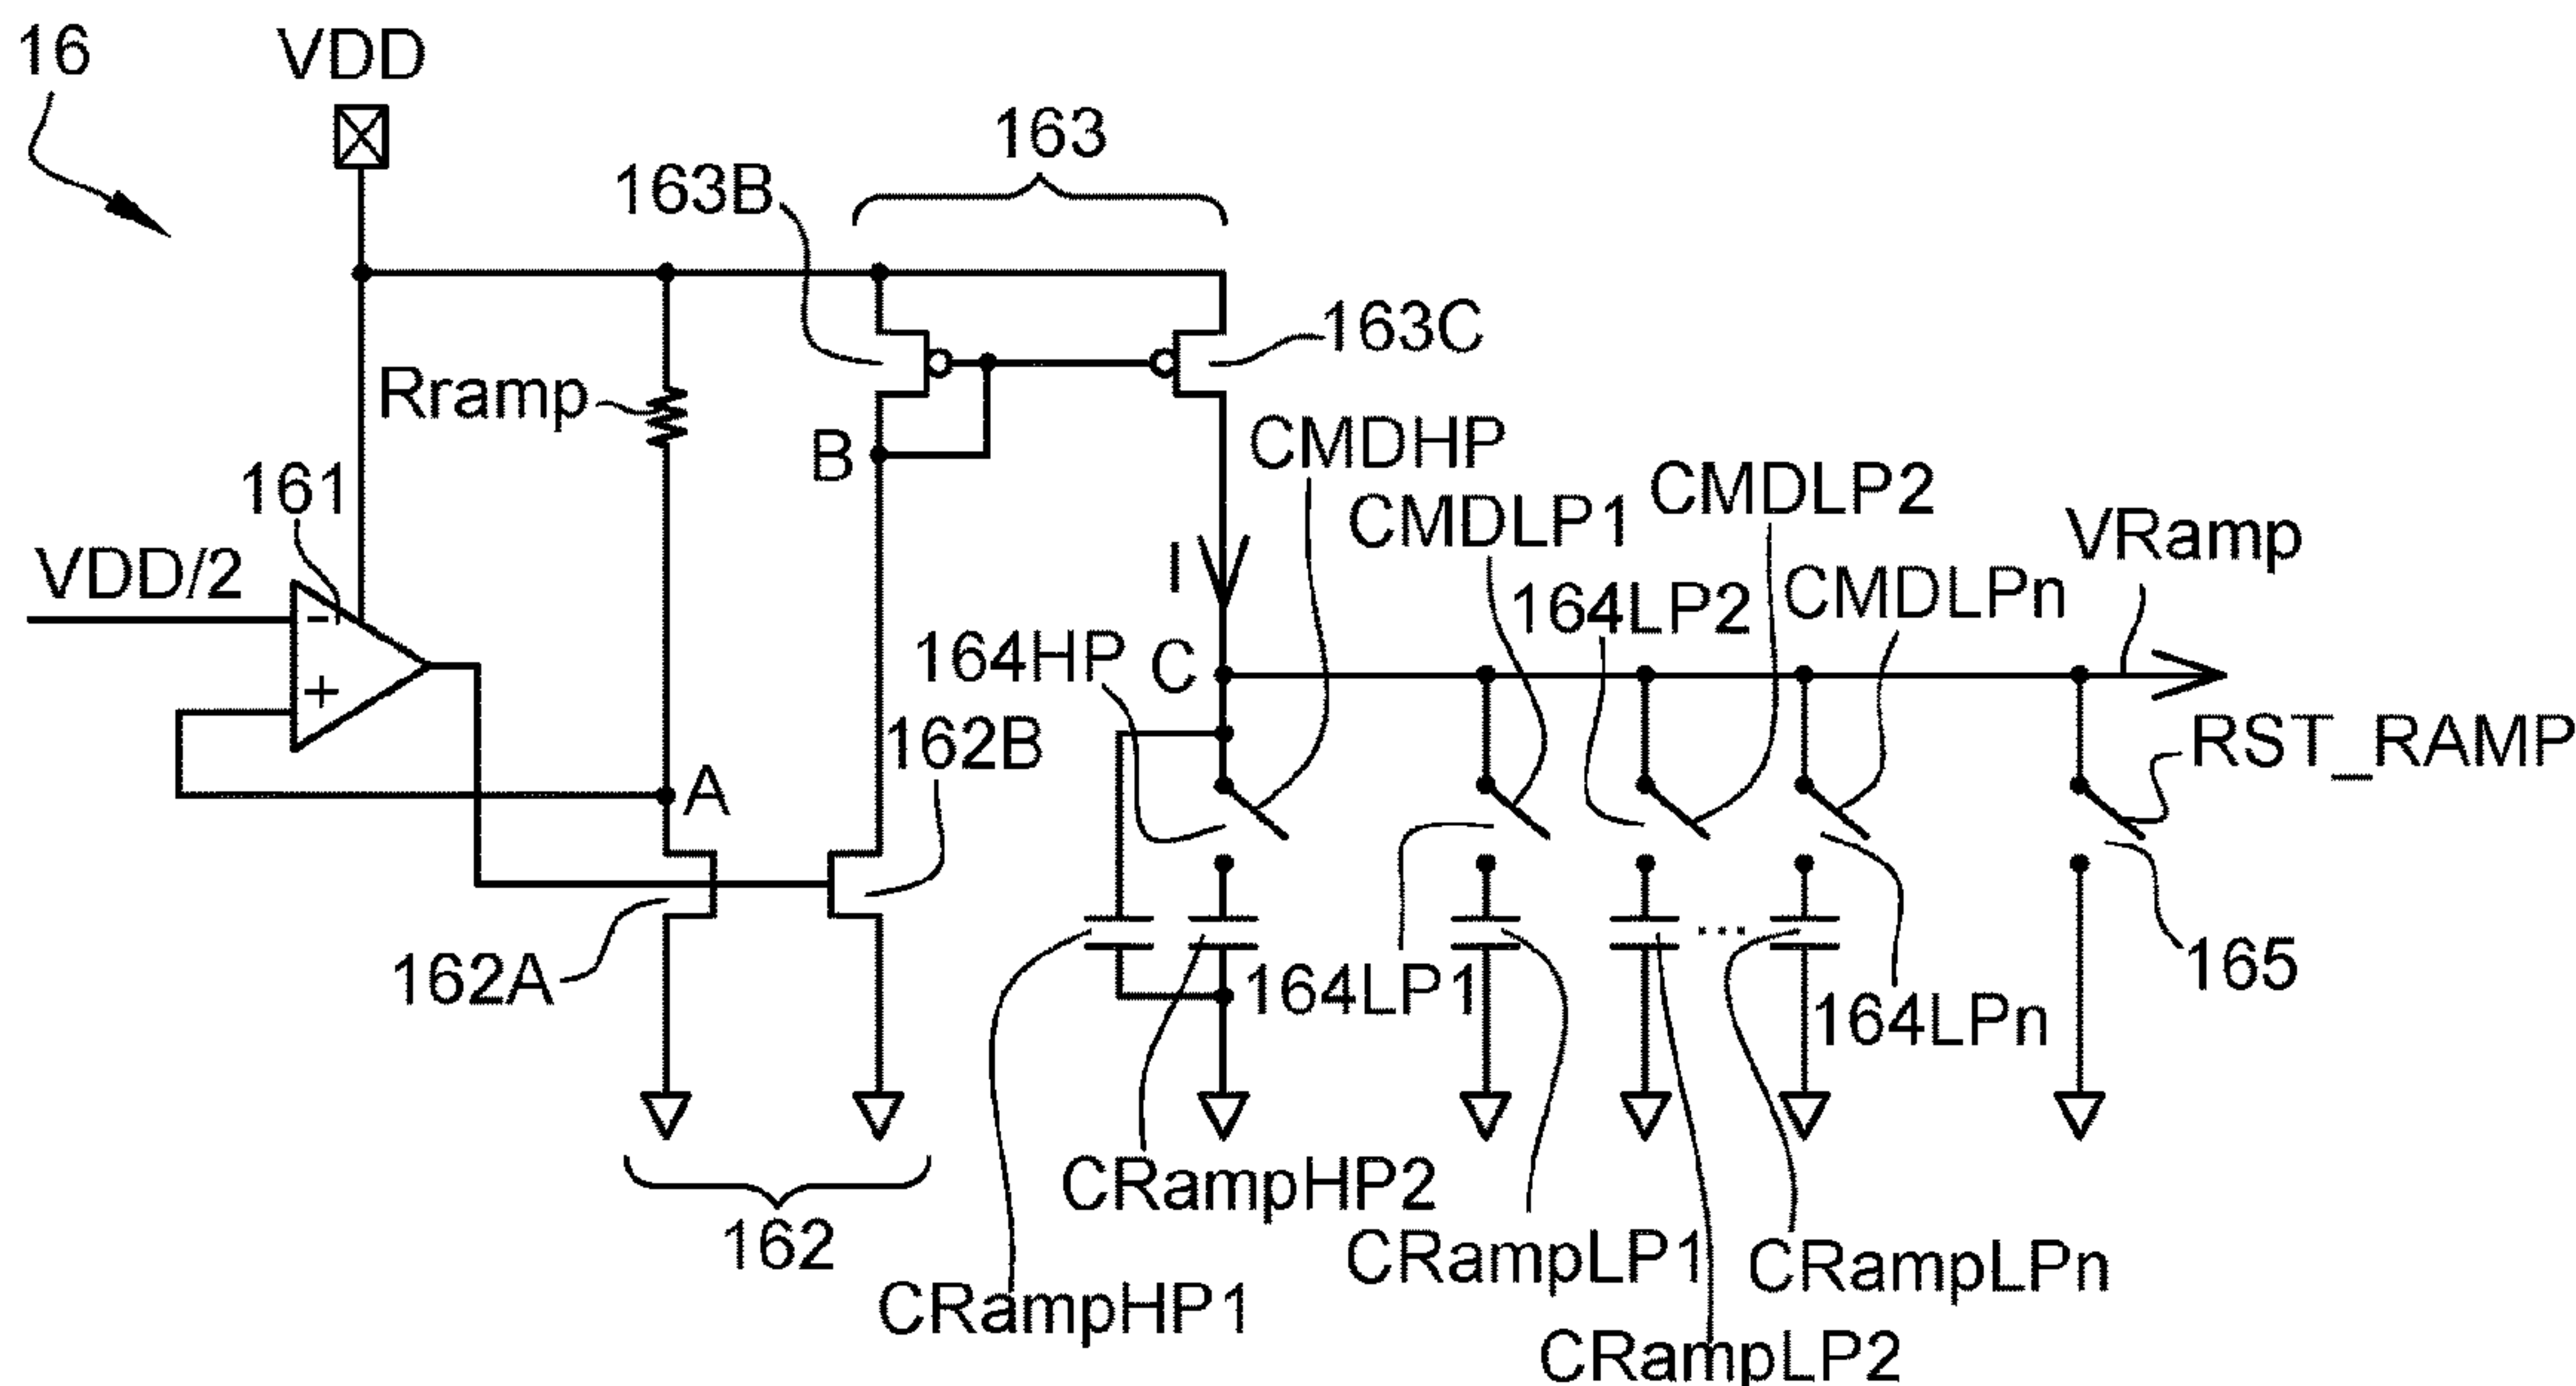 16
VDD
163
163B
163C
Rramp
CMDHP
B
CMDLP2
161
CMDLP1
VRamp
VDD/2
I
164LP2
CMDLPn
-
164HP
C
+
162B
RST_RAMP
A
162A
164LP1
...
165
164LPn
CRampHP2
162
CRampLP1
CRampLPn
CRampHP1
CRampLP2